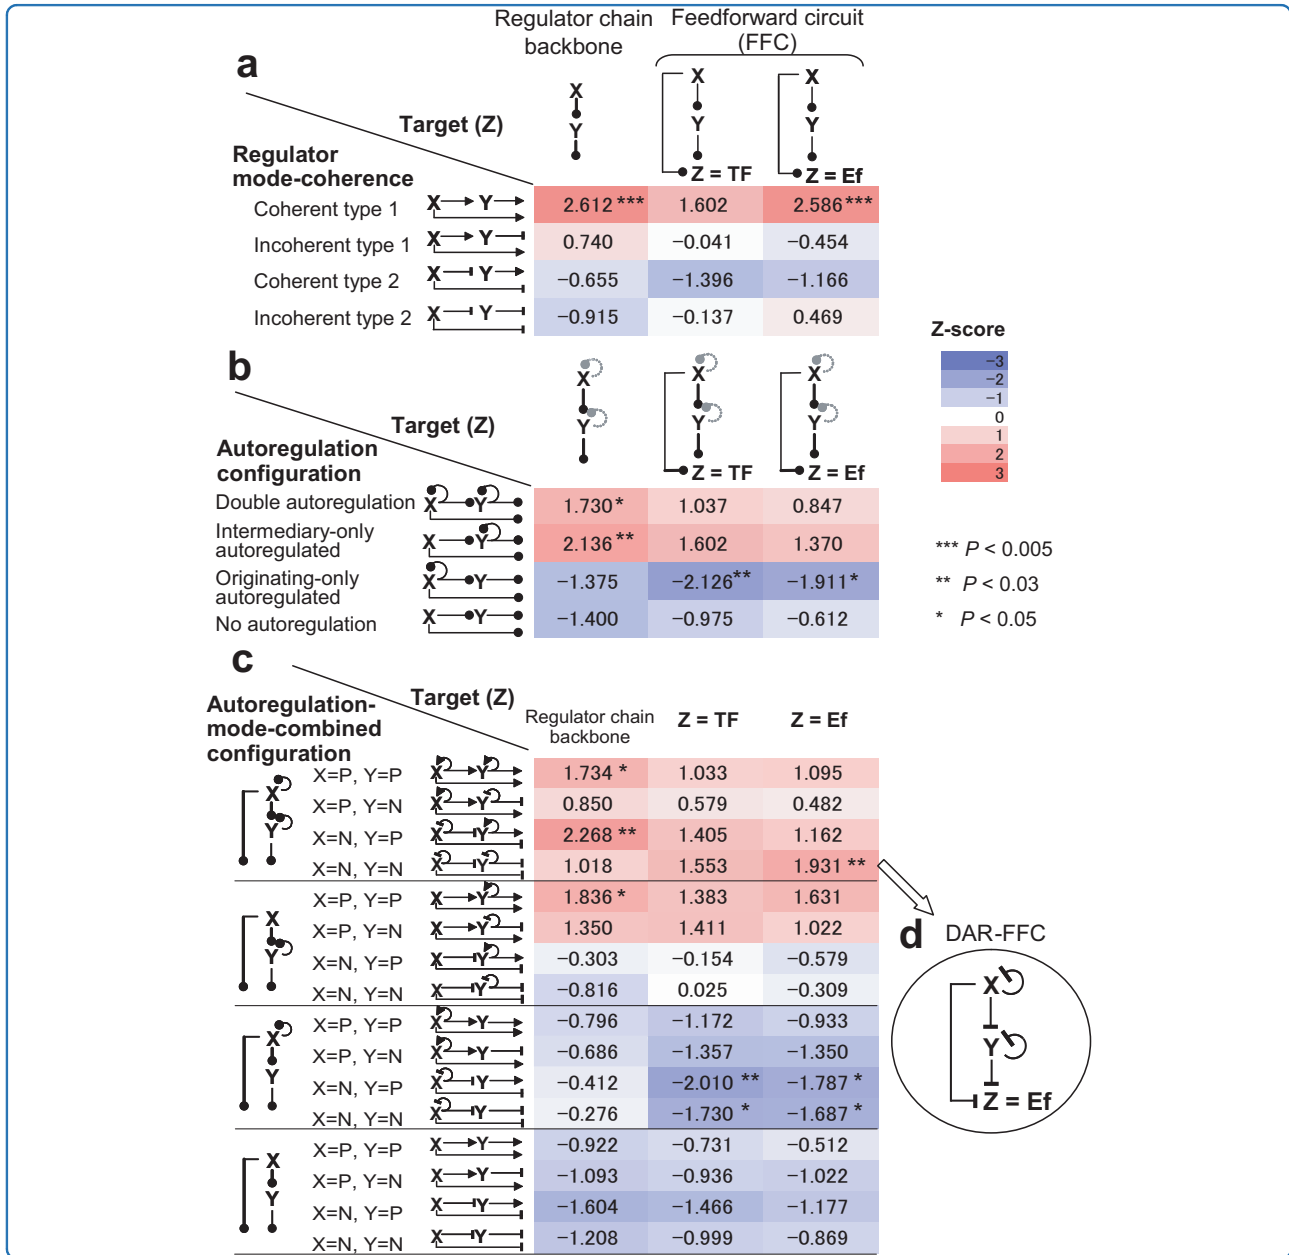 Regulator chain backbone
Feedforward circuit (FFC)
a
X
Y
X
Y
Z = TF
X
Y
Z = Ef
Target (Z)
Regulator mode-coherence
Coherent type 1 X Y 2.612 *** 1.602 2.586 ***
Incoherent type 1 X Y 0.740 −0.041 −0.454
Coherent type 2 X Y −0.655 −1.396 −1.166
Incoherent type 2 X Y −0.915 −0.137 0.469
Z-score
−3
−2
−1
0
1
2
3
b
X
Y
X
Y
Z = TF
X
Y
Z = Ef
Target (Z)
Autoregulation configuration
Double autoregulation X Y 1.730 * 1.037 0.847
Intermediary-only autoregulated X Y 2.136 ** 1.602 1.370
Originating-only autoregulated X Y −1.375 −2.126 ** −1.911 *
No autoregulation X Y −1.400 −0.975 −0.612
*** P < 0.005
** P < 0.03
* P < 0.05
c
Target (Z)
Autoregulation-mode-combined configuration
Regulator chain backbone
Z = TF
Z = Ef
X
Y
X=P, Y=P X Y 1.734 * 1.033 1.095
X=P, Y=N X Y 0.850 0.579 0.482
X=N, Y=P X Y 2.268 ** 1.405 1.162
X=N, Y=N X Y 1.018 1.553 1.931 **
X
Y
X=P, Y=P X Y 1.836 * 1.383 1.631
X=P, Y=N X Y 1.350 1.411 1.022
X=N, Y=P X Y −0.303 −0.154 −0.579
X=N, Y=N X Y −0.816 0.025 −0.309
X
Y
X=P, Y=P X Y −0.796 −1.172 −0.933
X=P, Y=N X Y −0.686 −1.357 −1.350
X=N, Y=P X Y −0.412 −2.010 ** −1.787 *
X=N, Y=N X Y −0.276 −1.730 * −1.687 *
X
Y
X=P, Y=P X Y −0.922 −0.731 −0.512
X=P, Y=N X Y −1.093 −0.936 −1.022
X=N, Y=P X Y −1.604 −1.466 −1.177
X=N, Y=N X Y −1.208 −0.999 −0.869
d
DAR-FFC
X
Y
Z = Ef